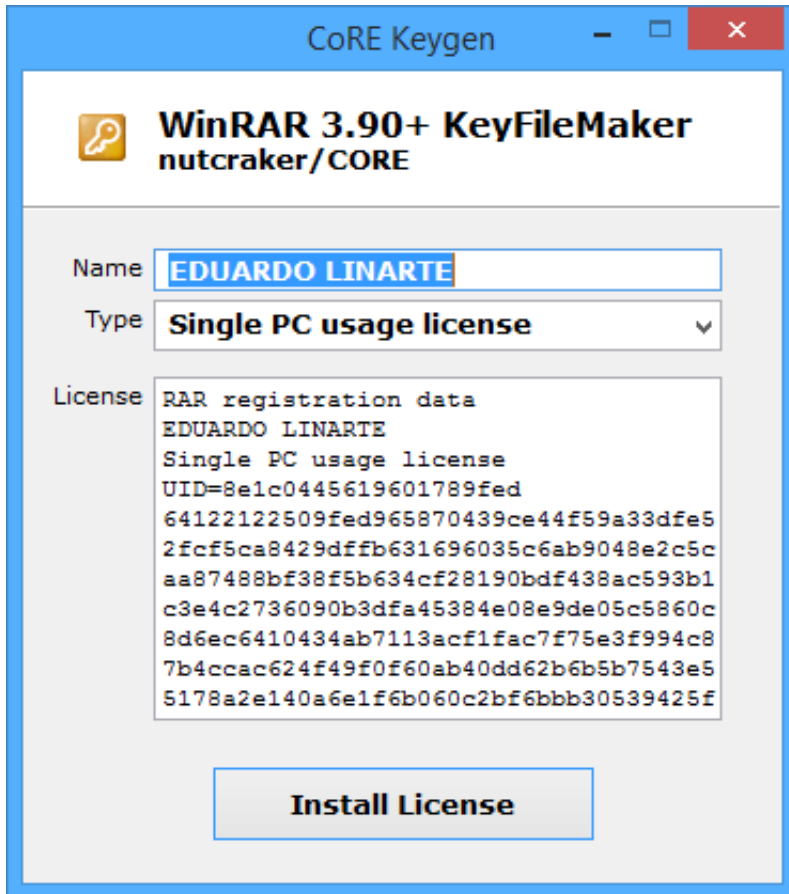 CoRE Keygen
WinRAR 3.90+ KeyFileMaker
nutcraker/CORE
Name EDUARDO LINARTE
Type Single PC usage license
License
RAR registration data
EDUARDO LINARTE
Single PC usage license
UID=8e1c0445619601789fed
64122122509fed965870439ce44f59a33dfe5
2fcf5ca8429dffb631696035c6ab9048e2c5c
aa87488bf38f5b634cf28190bdf438ac593b1
c3e4c2736090b3dfa45384e08e9de05c5860c
8d6ec6410434ab7113acf1fac7f75e3f994c8
7b4ccac624f49f0f60ab40dd62b6b5b7543e5
5178a2e140a6e1f6b060c2bf6bbb30539425f
Install License